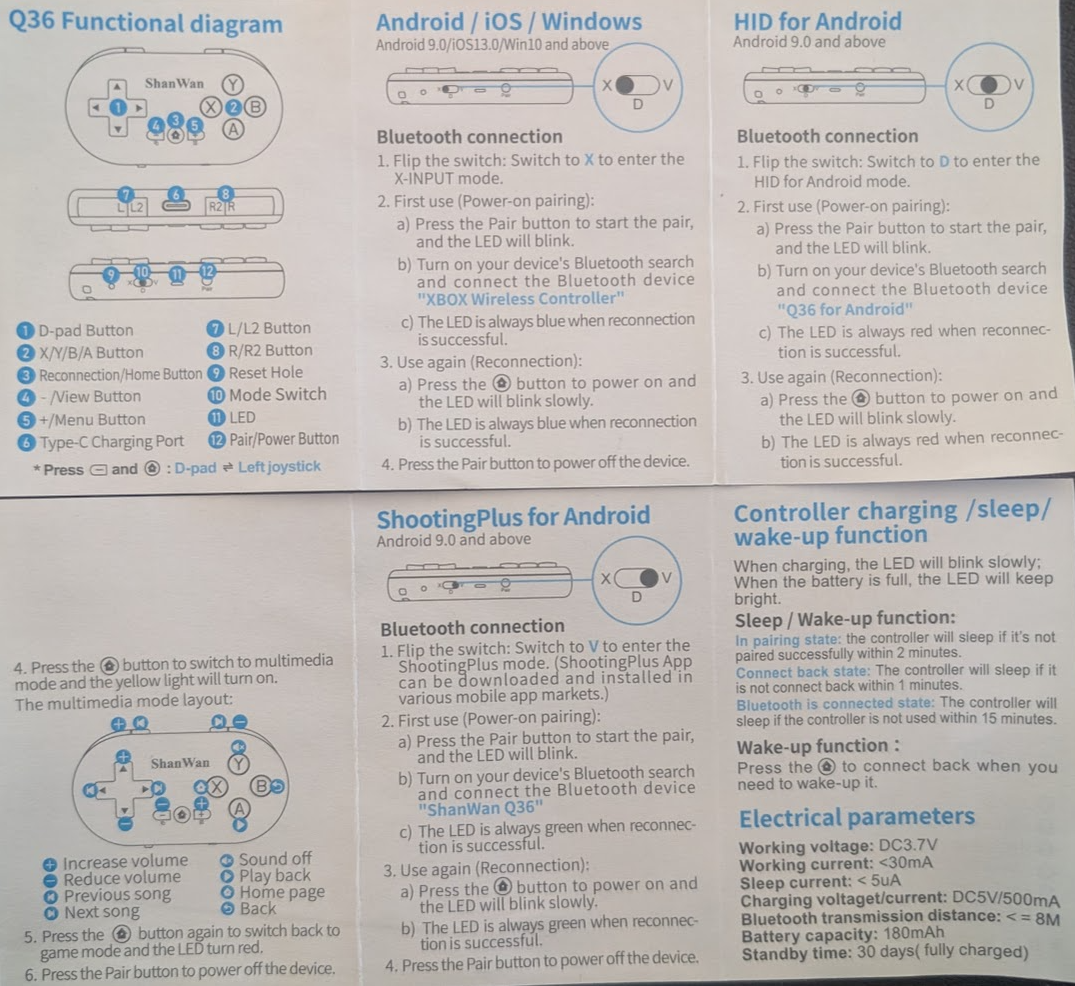 Q36 Functional diagram
ShanWan
Y
X 2 B
1
3
4 5
A
7 6 8
L L2 R2 R
9 10 11 12
X V
D
Pair
1 D-pad Button
2 X/Y/B/A Button
3 Reconnection/Home Button
4 - /View Button
5 +/Menu Button
6 Type-C Charging Port
7 L/L2 Button
8 R/R2 Button
9 Reset Hole
10 Mode Switch
11 LED
12 Pair/Power Button
* Press and : D-pad ⇌ Left joystick
Android / iOS / Windows
Android 9.0/iOS13.0/Win10 and above
X V
D
Bluetooth connection
1. Flip the switch: Switch to X to enter the
X-INPUT mode.
2. First use (Power-on pairing):
a) Press the Pair button to start the pair,
and the LED will blink.
b) Turn on your device's Bluetooth search
and connect the Bluetooth device
"XBOX Wireless Controller"
c) The LED is always blue when reconnection
is successful.
3. Use again (Reconnection):
a) Press the button to power on and
the LED will blink slowly.
b) The LED is always blue when reconnection
is successful.
4. Press the Pair button to power off the device.
HID for Android
Android 9.0 and above
X V
D
Bluetooth connection
1. Flip the switch: Switch to D to enter the
HID for Android mode.
2. First use (Power-on pairing):
a) Press the Pair button to start the pair,
and the LED will blink.
b) Turn on your device's Bluetooth search
and connect the Bluetooth device
"Q36 for Android"
c) The LED is always red when reconnec-
tion is successful.
3. Use again (Reconnection):
a) Press the button to power on and
the LED will blink slowly.
b) The LED is always red when reconnec-
tion is successful.
4. Press the button to switch to multimedia
mode and the yellow light will turn on.
The multimedia mode layout:
ShanWan
Y
X B
A
Increase volume
Reduce volume
Previous song
Next song
Sound off
Play back
Home page
Back
5. Press the button again to switch back to
game mode and the LED turn red.
6. Press the Pair button to power off the device.
ShootingPlus for Android
Android 9.0 and above
X V
D
Bluetooth connection
1. Flip the switch: Switch to V to enter the
ShootingPlus mode. (ShootingPlus App
can be downloaded and installed in
various mobile app markets.)
2. First use (Power-on pairing):
a) Press the Pair button to start the pair,
and the LED will blink.
b) Turn on your device's Bluetooth search
and connect the Bluetooth device
"ShanWan Q36"
c) The LED is always green when reconnec-
tion is successful.
3. Use again (Reconnection):
a) Press the button to power on and
the LED will blink slowly.
b) The LED is always green when reconnec-
tion is successful.
4. Press the Pair button to power off the device.
Controller charging /sleep/
wake-up function
When charging, the LED will blink slowly;
When the battery is full, the LED will keep
bright.
Sleep / Wake-up function:
In pairing state: the controller will sleep if it's not
paired successfully within 2 minutes.
Connect back state: The controller will sleep if it
is not connect back within 1 minutes.
Bluetooth is connected state: The controller will
sleep if the controller is not used within 15 minutes.
Wake-up function :
Press the to connect back when you
need to wake-up it.
Electrical parameters
Working voltage: DC3.7V
Working current: <30mA
Sleep current: < 5uA
Charging voltaget/current: DC5V/500mA
Bluetooth transmission distance: < = 8M
Battery capacity: 180mAh
Standby time: 30 days( fully charged)